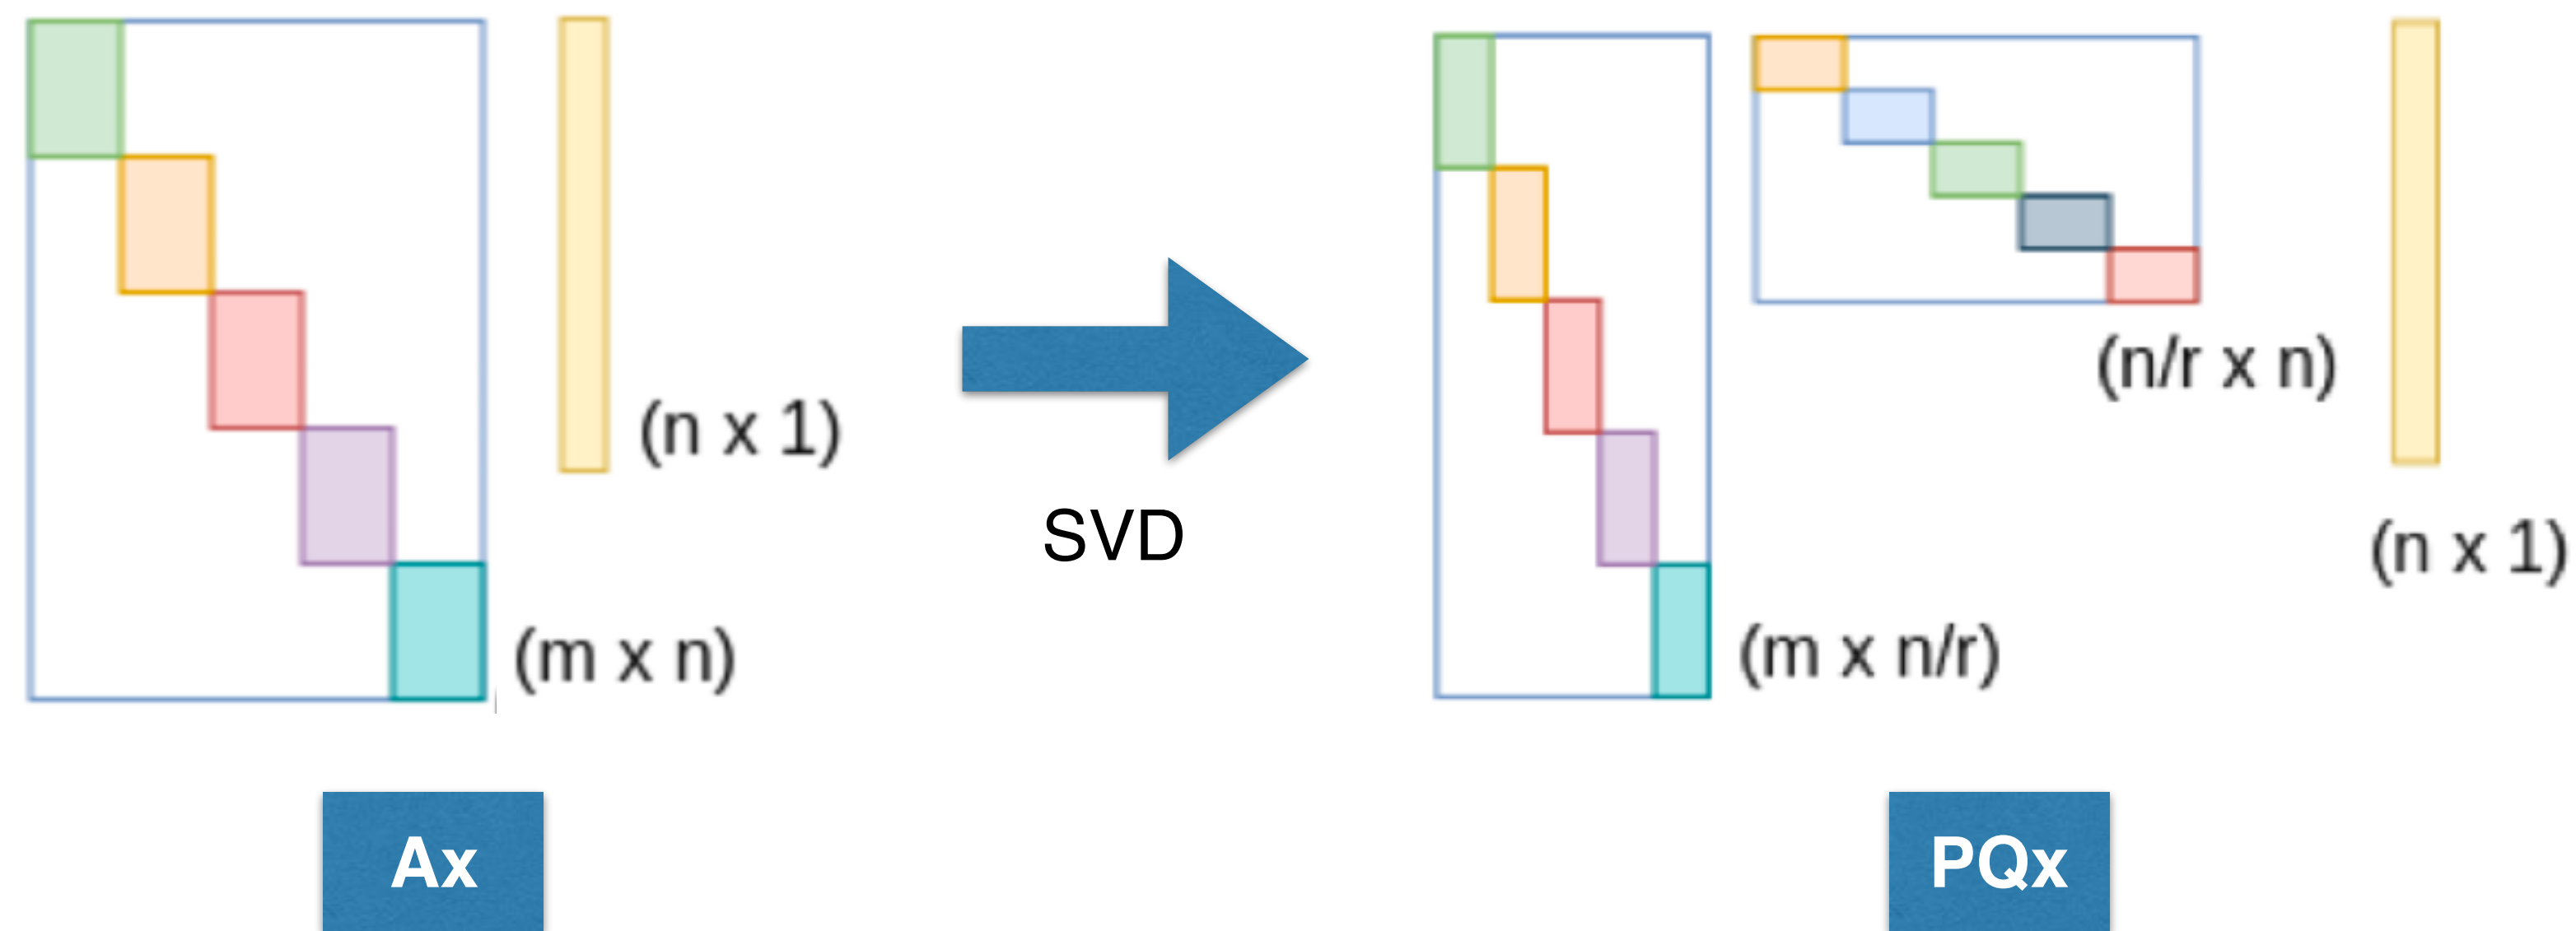 (n x 1)
(m x n)
SVD
(n/r x n)
(n x 1)
(m x n/r)
Ax
PQx